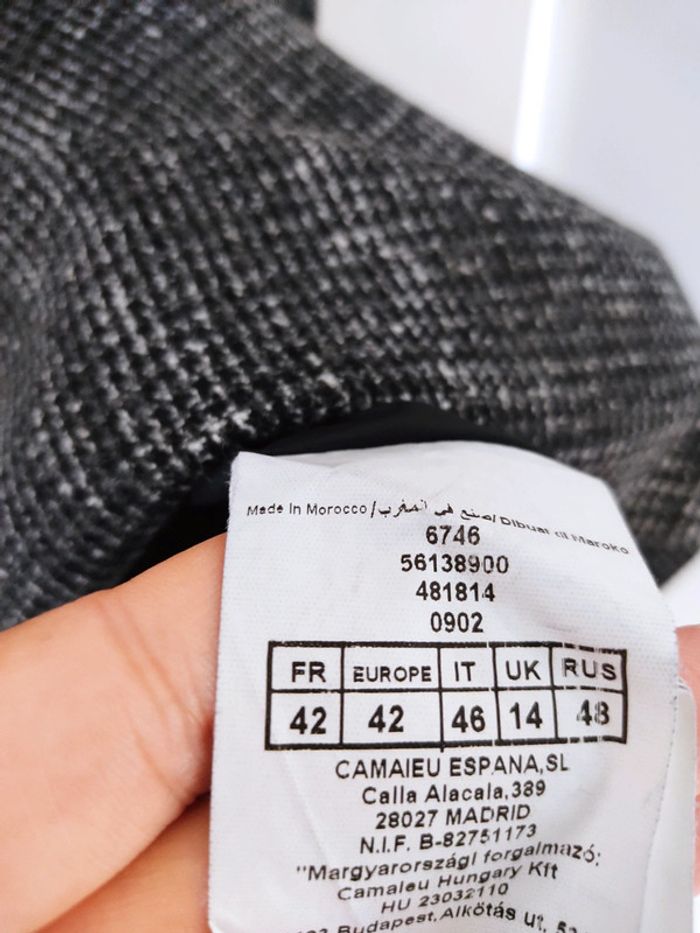 Made In Morocco/صنع في المغرب/Dibuat di Maroko
6746
56138900
481814
0902
FR EUROPE IT UK RUS
42 42 46 14 48
CAMAIEU ESPANA,SL
Calla Alacala,389
28027 MADRID
N.I.F. B-82751173
"Margyarországl forgalmazó;
Camaleu Hungary Kft
HU 23032110
Budapest,Alkötás